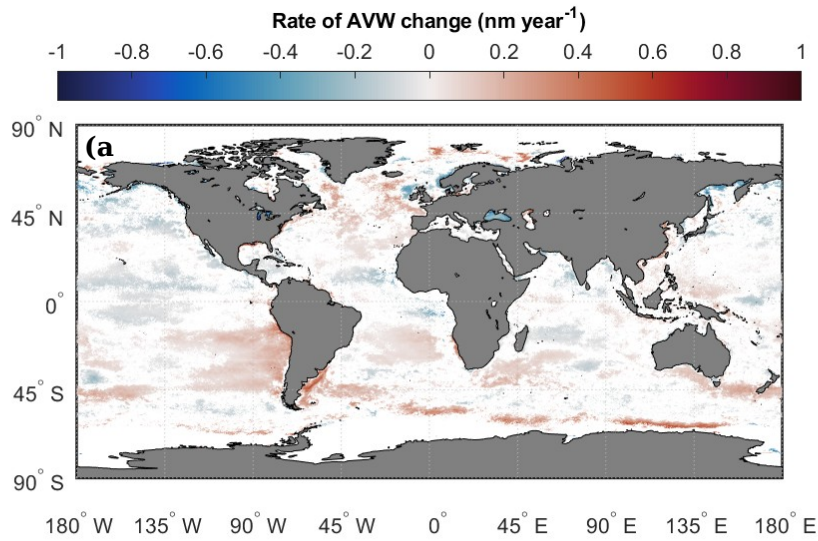 Rate of AVW change (nm year⁻¹)
-1 -0.8 -0.6 -0.4 -0.2 0 0.2 0.4 0.6 0.8 1
(a)
90° N
45° N
0°
45° S
90° S
180° W 135° W 90° W 45° W 0° 45° E 90° E 135° E 180° E